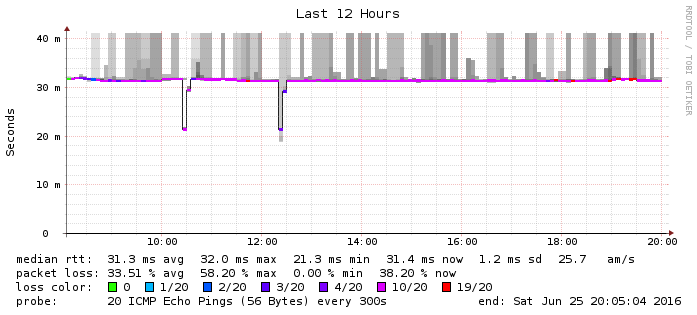 Last 12 Hours
RRDTOOL / TOBI OETIKER
Seconds
40 m
30 m
20 m
10 m
0
10:00 12:00 14:00 16:00 18:00 20:00
median rtt: 31.3 ms avg 32.0 ms max 21.3 ms min 31.4 ms now 1.2 ms sd 25.7 am/s
packet loss: 33.51 % avg 58.20 % max 0.00 % min 38.20 % now
loss color: 0 1/20 2/20 3/20 4/20 10/20 19/20
probe: 20 ICMP Echo Pings (56 Bytes) every 300s end: Sat Jun 25 20:05:04 2016